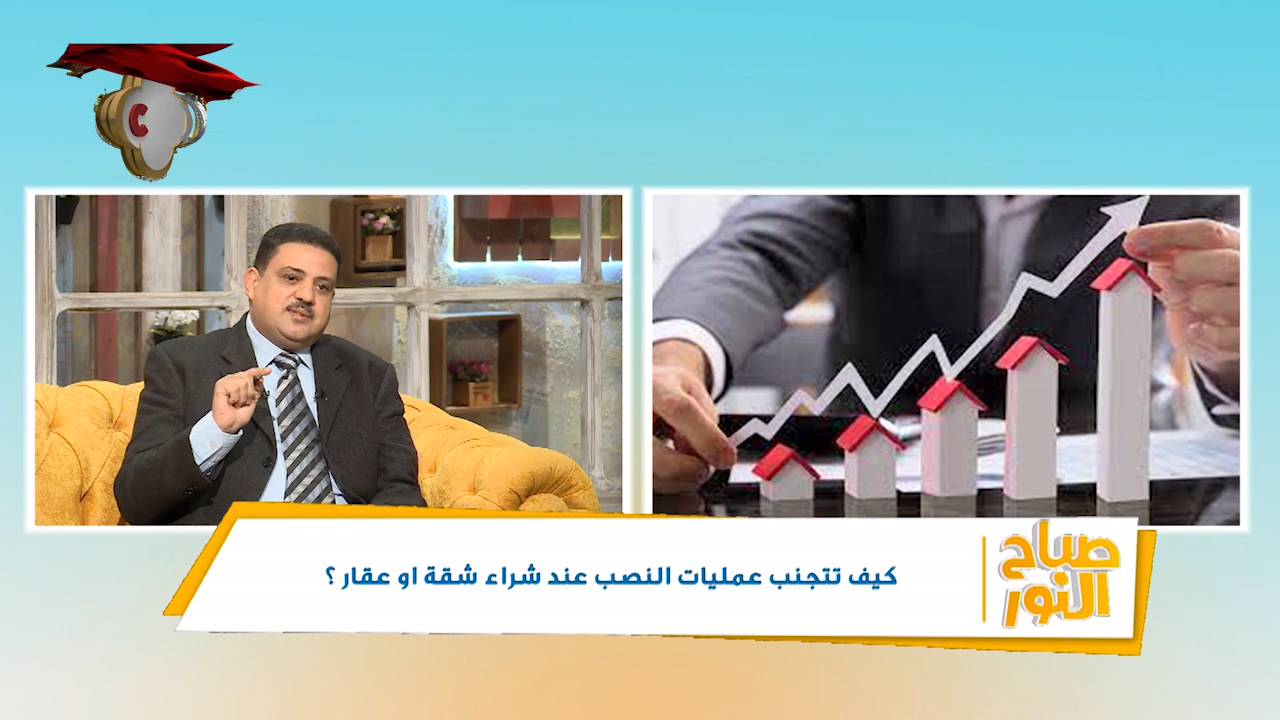 كيف تتجنب عمليات النصب عند شراء شقة او عقار ؟
صباح
النور
C